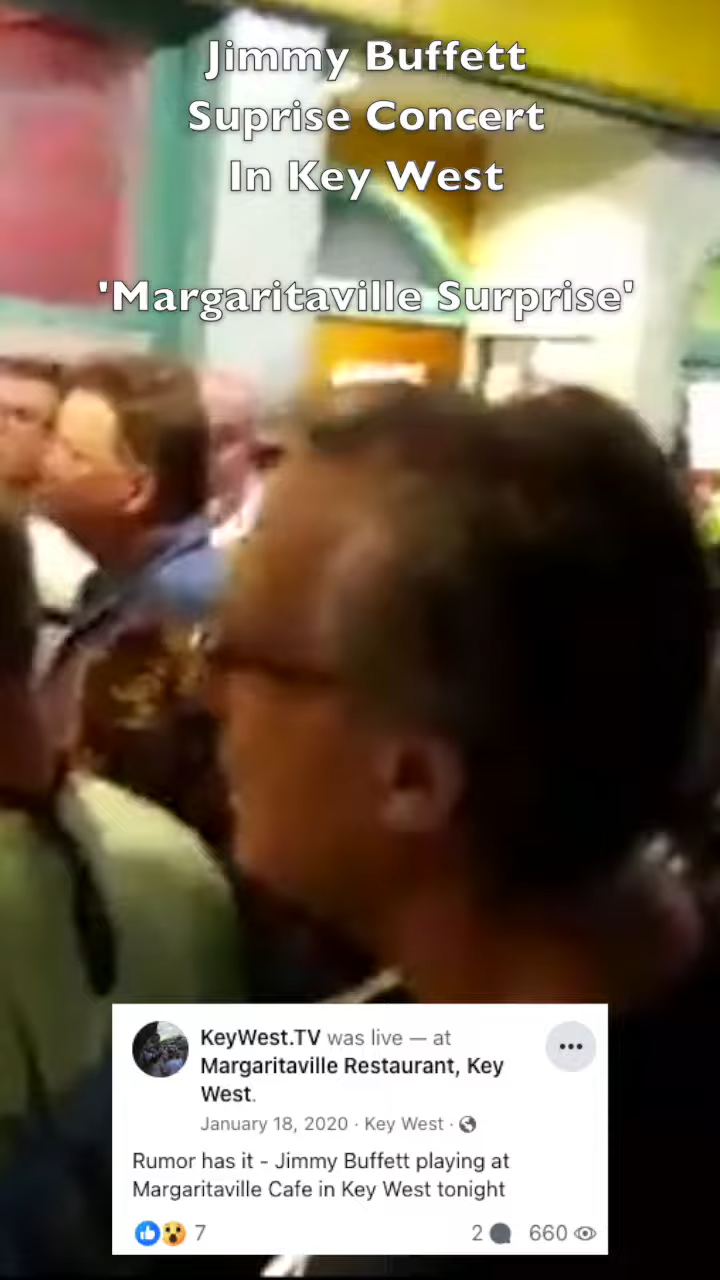 Jimmy Buffett
Suprise Concert
In Key West
'Margaritaville Surprise'
KeyWest.TV was live — at
Margaritaville Restaurant, Key
West.
January 18, 2020 · Key West ·
Rumor has it - Jimmy Buffett playing at
Margaritaville Cafe in Key West tonight
7
2 660